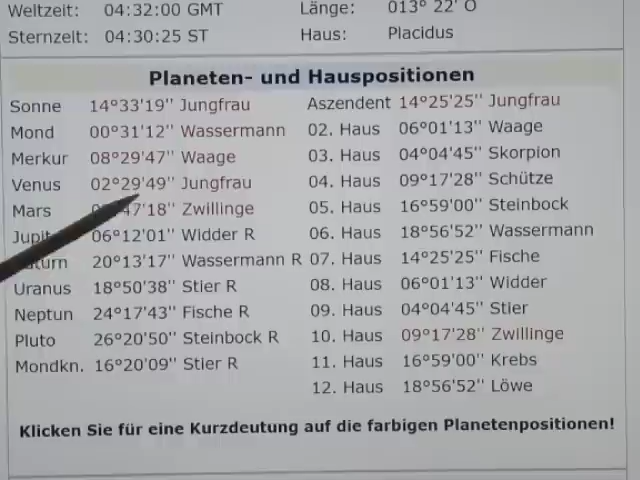 Weltzeit: 04:32:00 GMT Länge: 013° 22' O
Sternzeit: 04:30:25 ST Haus: Placidus
Planeten- und Hauspositionen
Sonne 14°33'19" Jungfrau Aszendent 14°25'25" Jungfrau
Mond 00°31'12" Wassermann 02. Haus 06°01'13" Waage
Merkur 08°29'47" Waage 03. Haus 04°04'45" Skorpion
Venus 02°29'49" Jungfrau 04. Haus 09°17'28" Schütze
Mars 47'18" Zwillinge 05. Haus 16°59'00" Steinbock
06°12'01" Widder R 06. Haus 18°56'52" Wassermann
20°13'17" Wassermann R 07. Haus 14°25'25" Fische
Uranus 18°50'38" Stier R 08. Haus 06°01'13" Widder
Neptun 24°17'43" Fische R 09. Haus 04°04'45" Stier
Pluto 26°20'50" Steinbock R 10. Haus 09°17'28" Zwillinge
Mondkn. 16°20'09" Stier R 11. Haus 16°59'00" Krebs
12. Haus 18°56'52" Löwe
Klicken Sie für eine Kurzdeutung auf die farbigen Planetenpositionen!